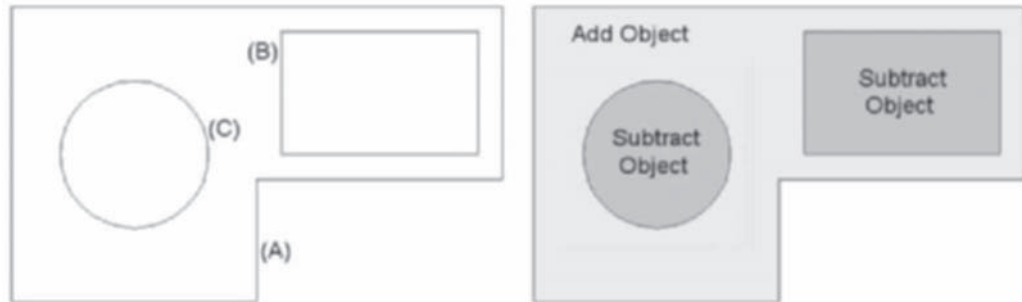 (B)
(C)
(A)
Add Object
Subtract
Object
Subtract
Object